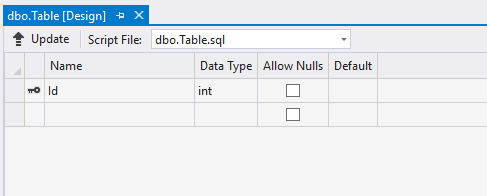 dbo.Table [Design]
Update Script File: dbo.Table.sql
Name Data Type Allow Nulls Default
Id int